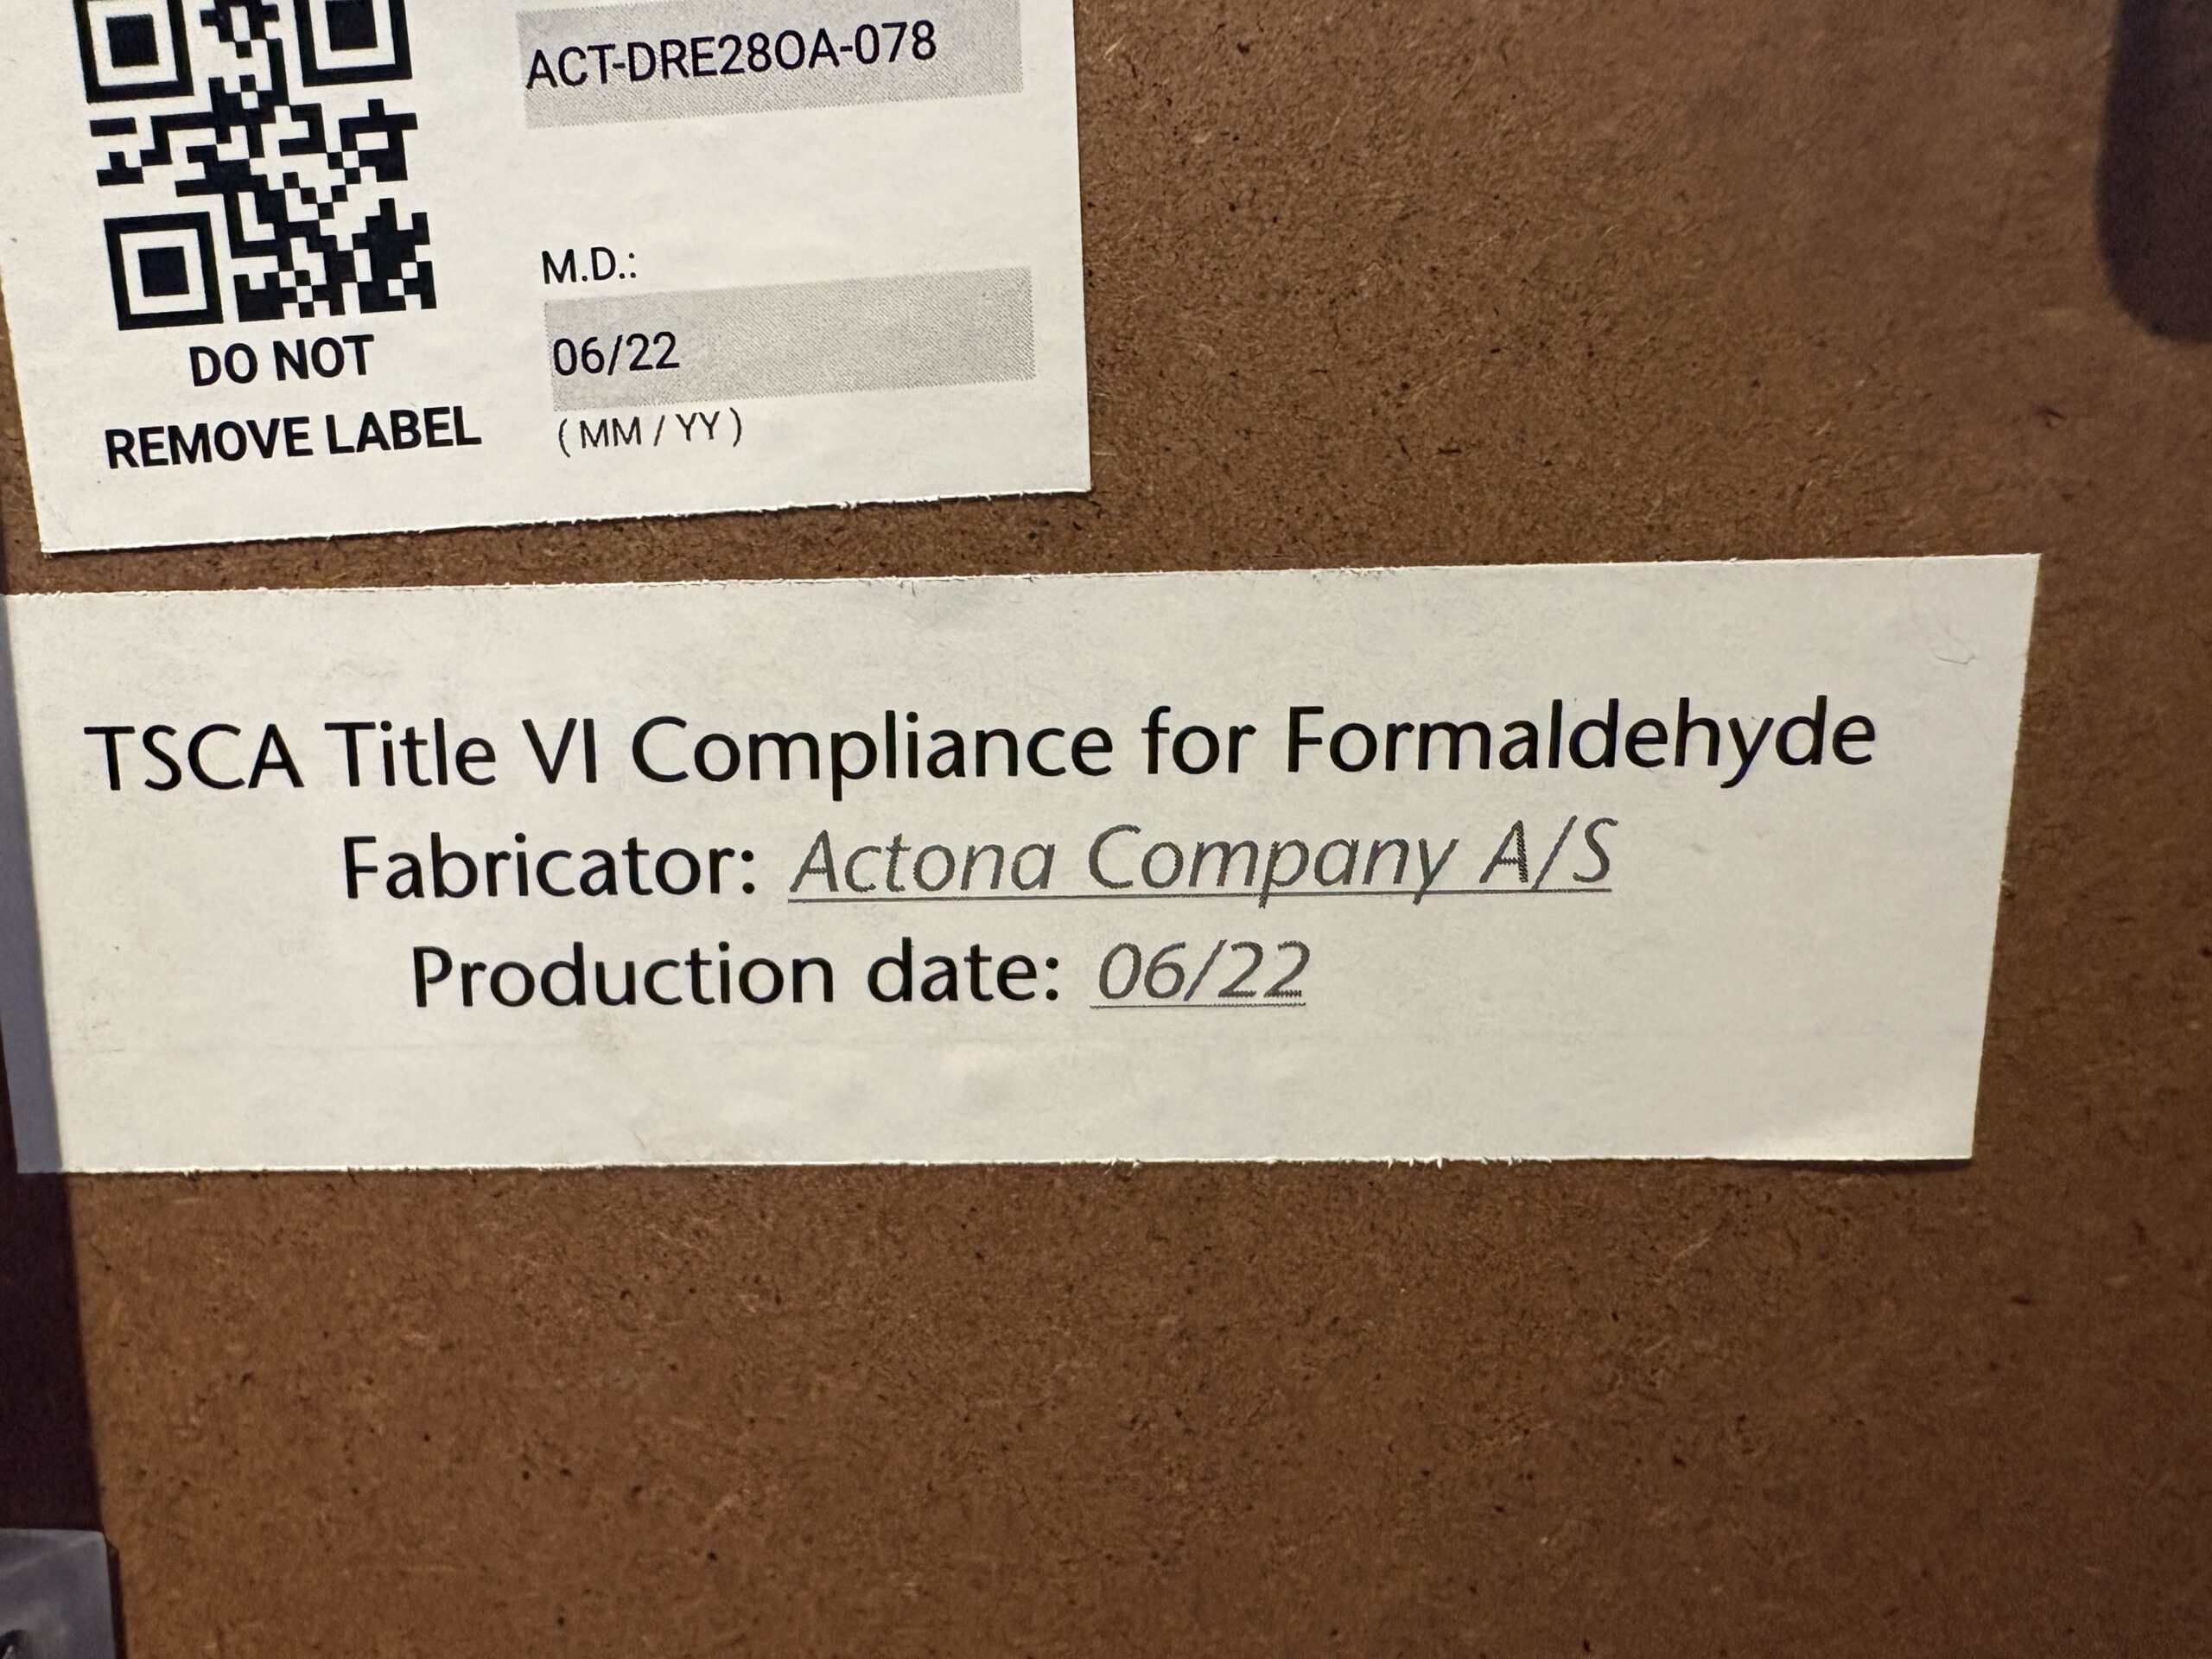 ACT-DRE28OA-078
M.D.:
06/22
(MM/YY)
DO NOT
REMOVE LABEL
TSCA Title VI Compliance for Formaldehyde
Fabricator: Actona Company A/S
Production date: 06/22